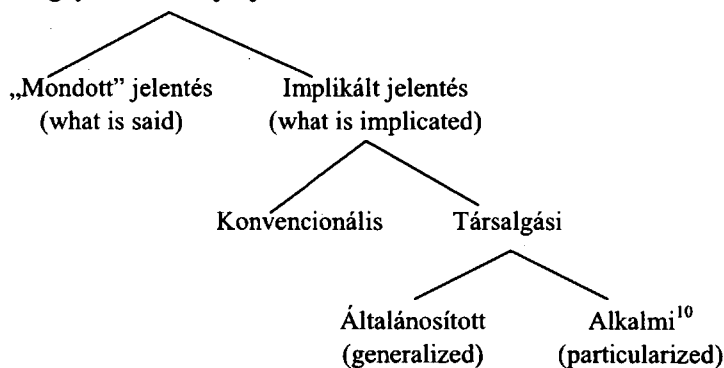 „Mondott” jelentés Implikált jelentés
(what is said) (what is implicated)
Konvencionális Társalgási
Általánosított Alkalmi¹⁰
(generalized) (particularized)